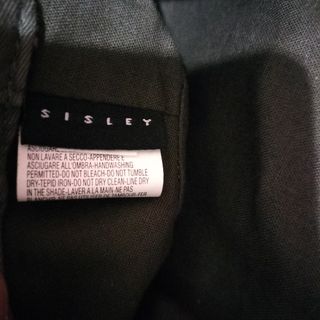 SISLEY
ASCIUGARE
NON LAVARE A SECCO-APPENDERE E
ASCIUGARE ALL'OMBRA-HANDWASHING
PERMITTED-DO NOT BLEACH-DO NOT TUMBLE
DRY-TEPID IRON-DO NOT DRY CLEAN-LINE DRY
IN THE SHADE-LAVER A LA MAIN-NE PAS